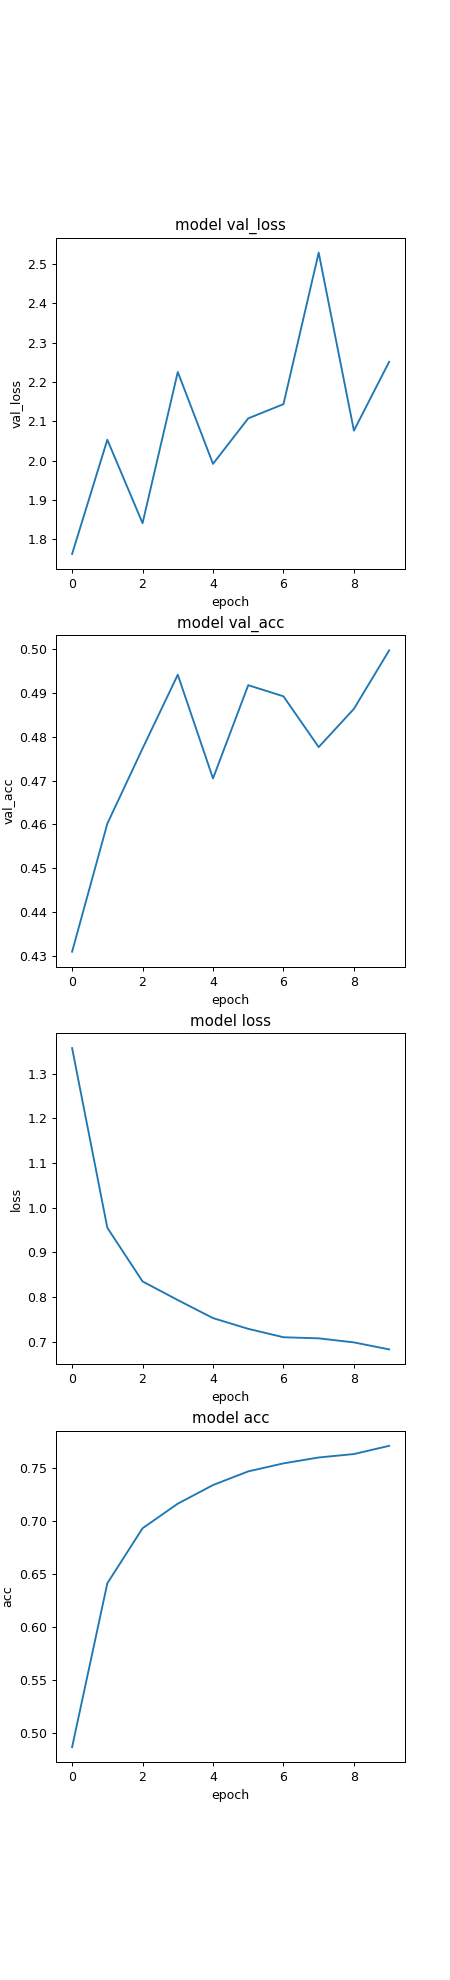 model val_loss
2.5
2.4
2.3
2.2
2.1
2.0
1.9
1.8
val_loss
0 2 4 6 8
epoch
model val_acc
0.50
0.49
0.48
0.47
0.46
0.45
0.44
0.43
val_acc
0 2 4 6 8
epoch
model loss
1.3
1.2
1.1
1.0
0.9
0.8
0.7
loss
0 2 4 6 8
epoch
model acc
0.75
0.70
0.65
0.60
0.55
0.50
acc
0 2 4 6 8
epoch